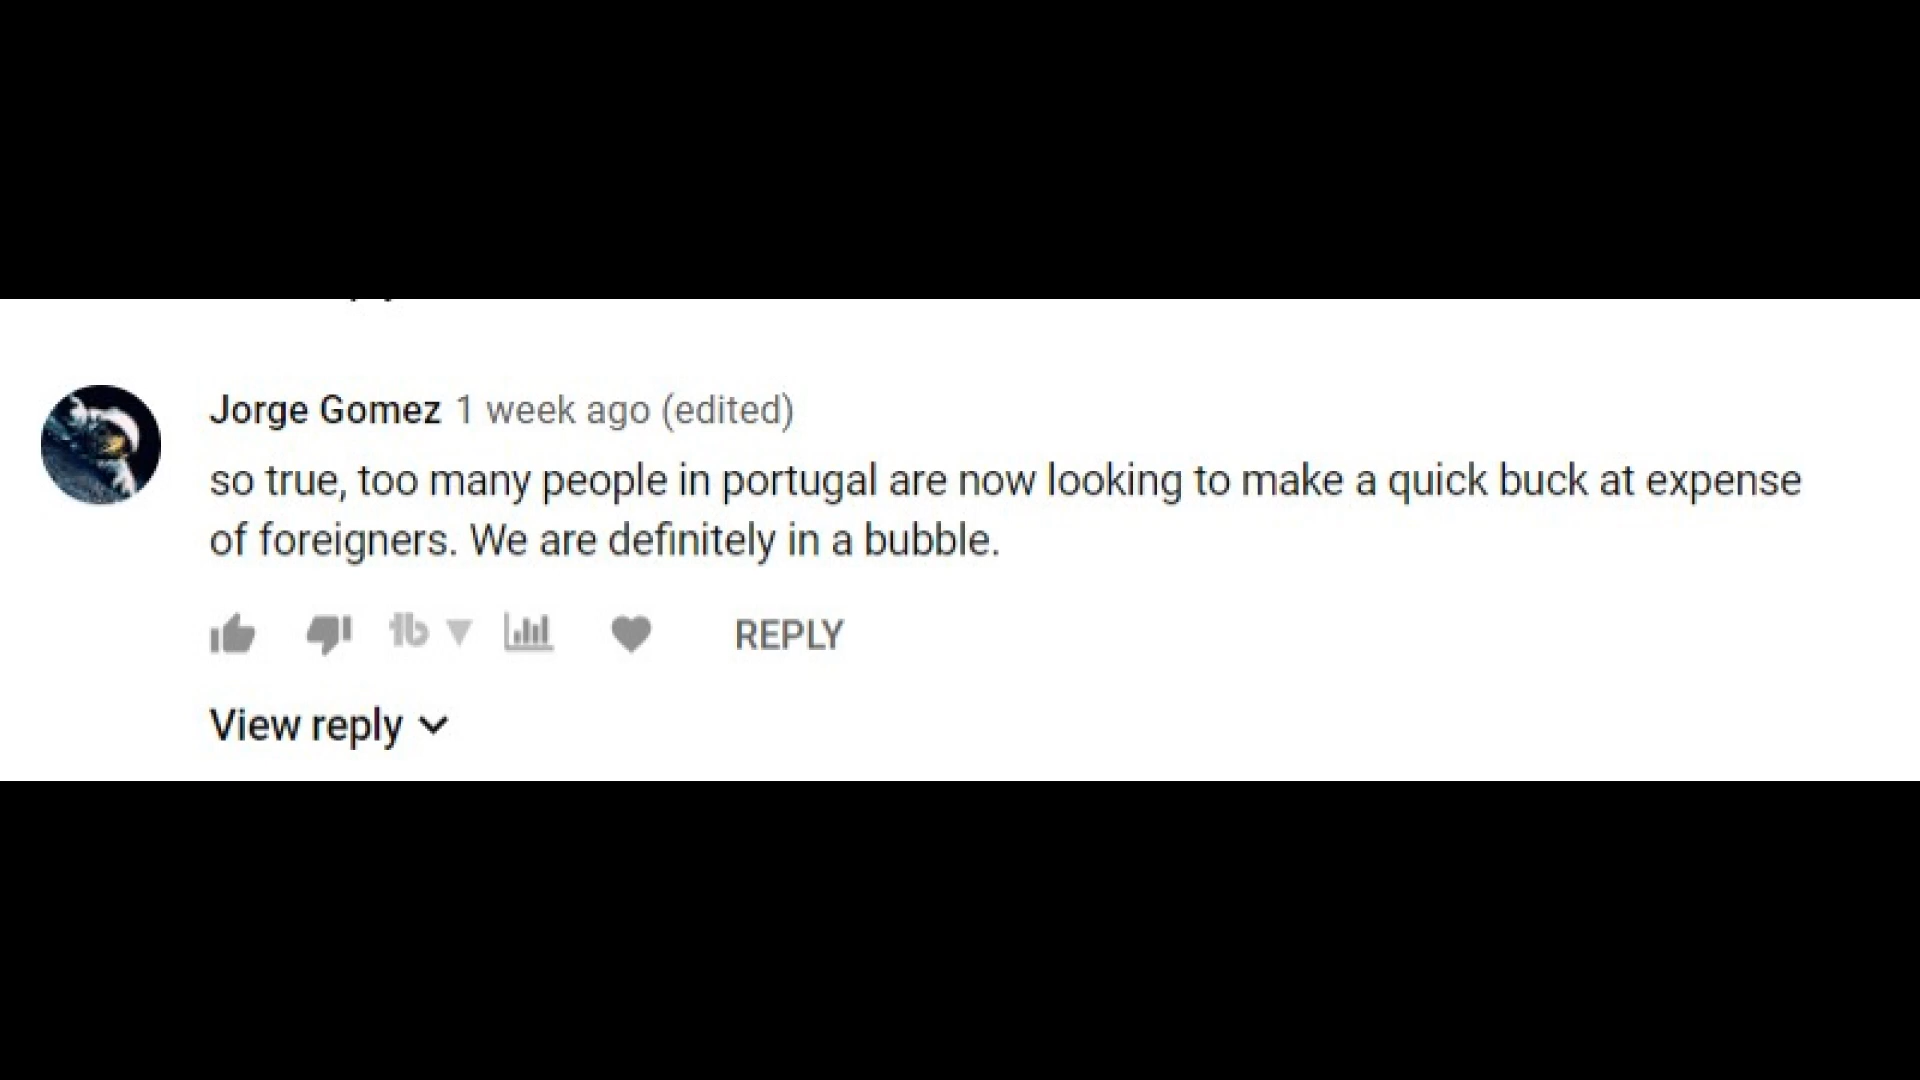 Jorge Gomez 1 week ago (edited)
so true, too many people in portugal are now looking to make a quick buck at expense
of foreigners. We are definitely in a bubble.
REPLY
View reply